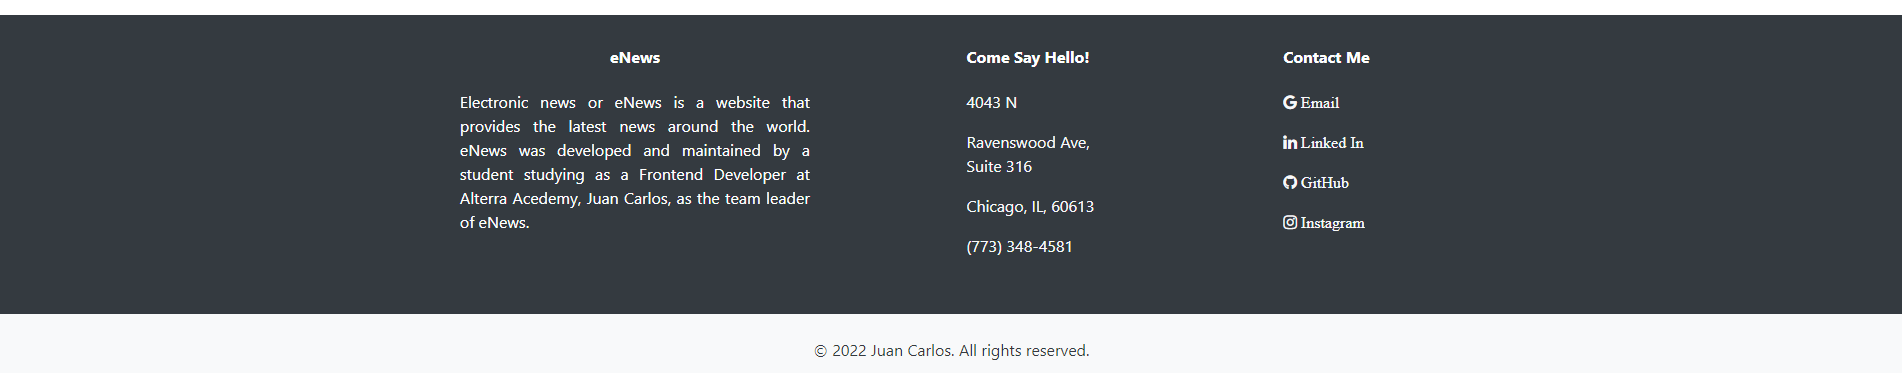 eNews
Electronic news or eNews is a website that
provides the latest news around the world.
eNews was developed and maintained by a
student studying as a Frontend Developer at
Alterra Acedemy, Juan Carlos, as the team leader
of eNews.
Come Say Hello!
4043 N
Ravenswood Ave,
Suite 316
Chicago, IL, 60613
(773) 348-4581
Contact Me
Email
Linked In
GitHub
Instagram
© 2022 Juan Carlos. All rights reserved.